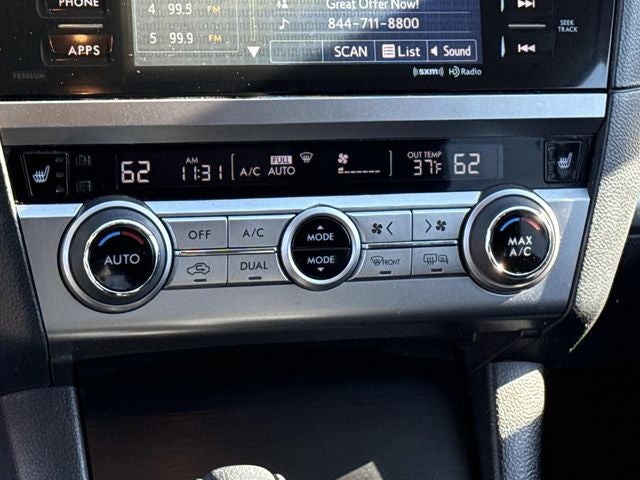 PHONE
APPS
4 99.5 FM
5 99.9 FM
Great Offer Now!
844-711-8800
SCAN List Sound
SEEK
TRACK
((sxm)) HD Radio
62 AM 11:31 A/C FULL AUTO OUT TEMP 37°F 62
AUTO
OFF A/C
DUAL
MODE
MODE
FRONT
MAX
A/C